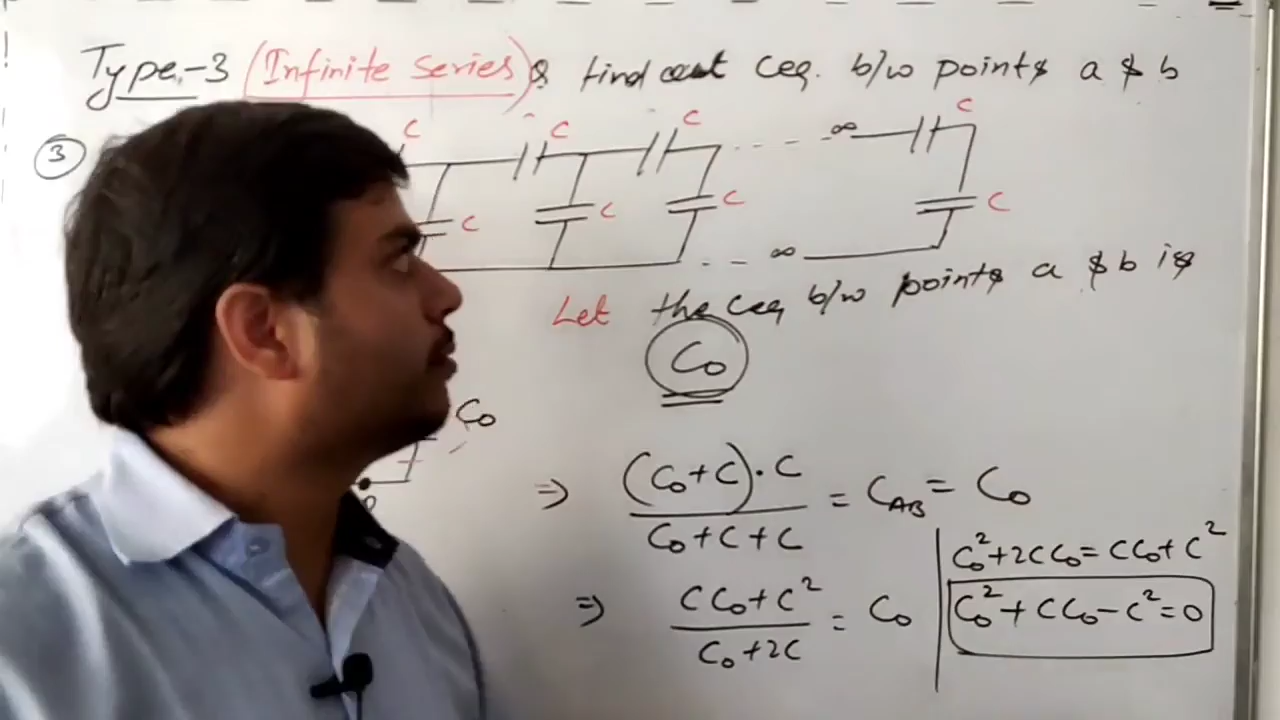 Type-3 (Infinite series) & find out Ceq. b/w points a & b
3
C C C ∞ C
C C C C
∞
Let the Ceq b/w points a & b is
C₀
C₀
⇒ (C₀+C)·C / C₀+C+C = C_AB = C₀
C₀²+2CC₀=CC₀+C²
⇒ CC₀+C² / C₀+2C = C₀
C₀²+CC₀-C²=0